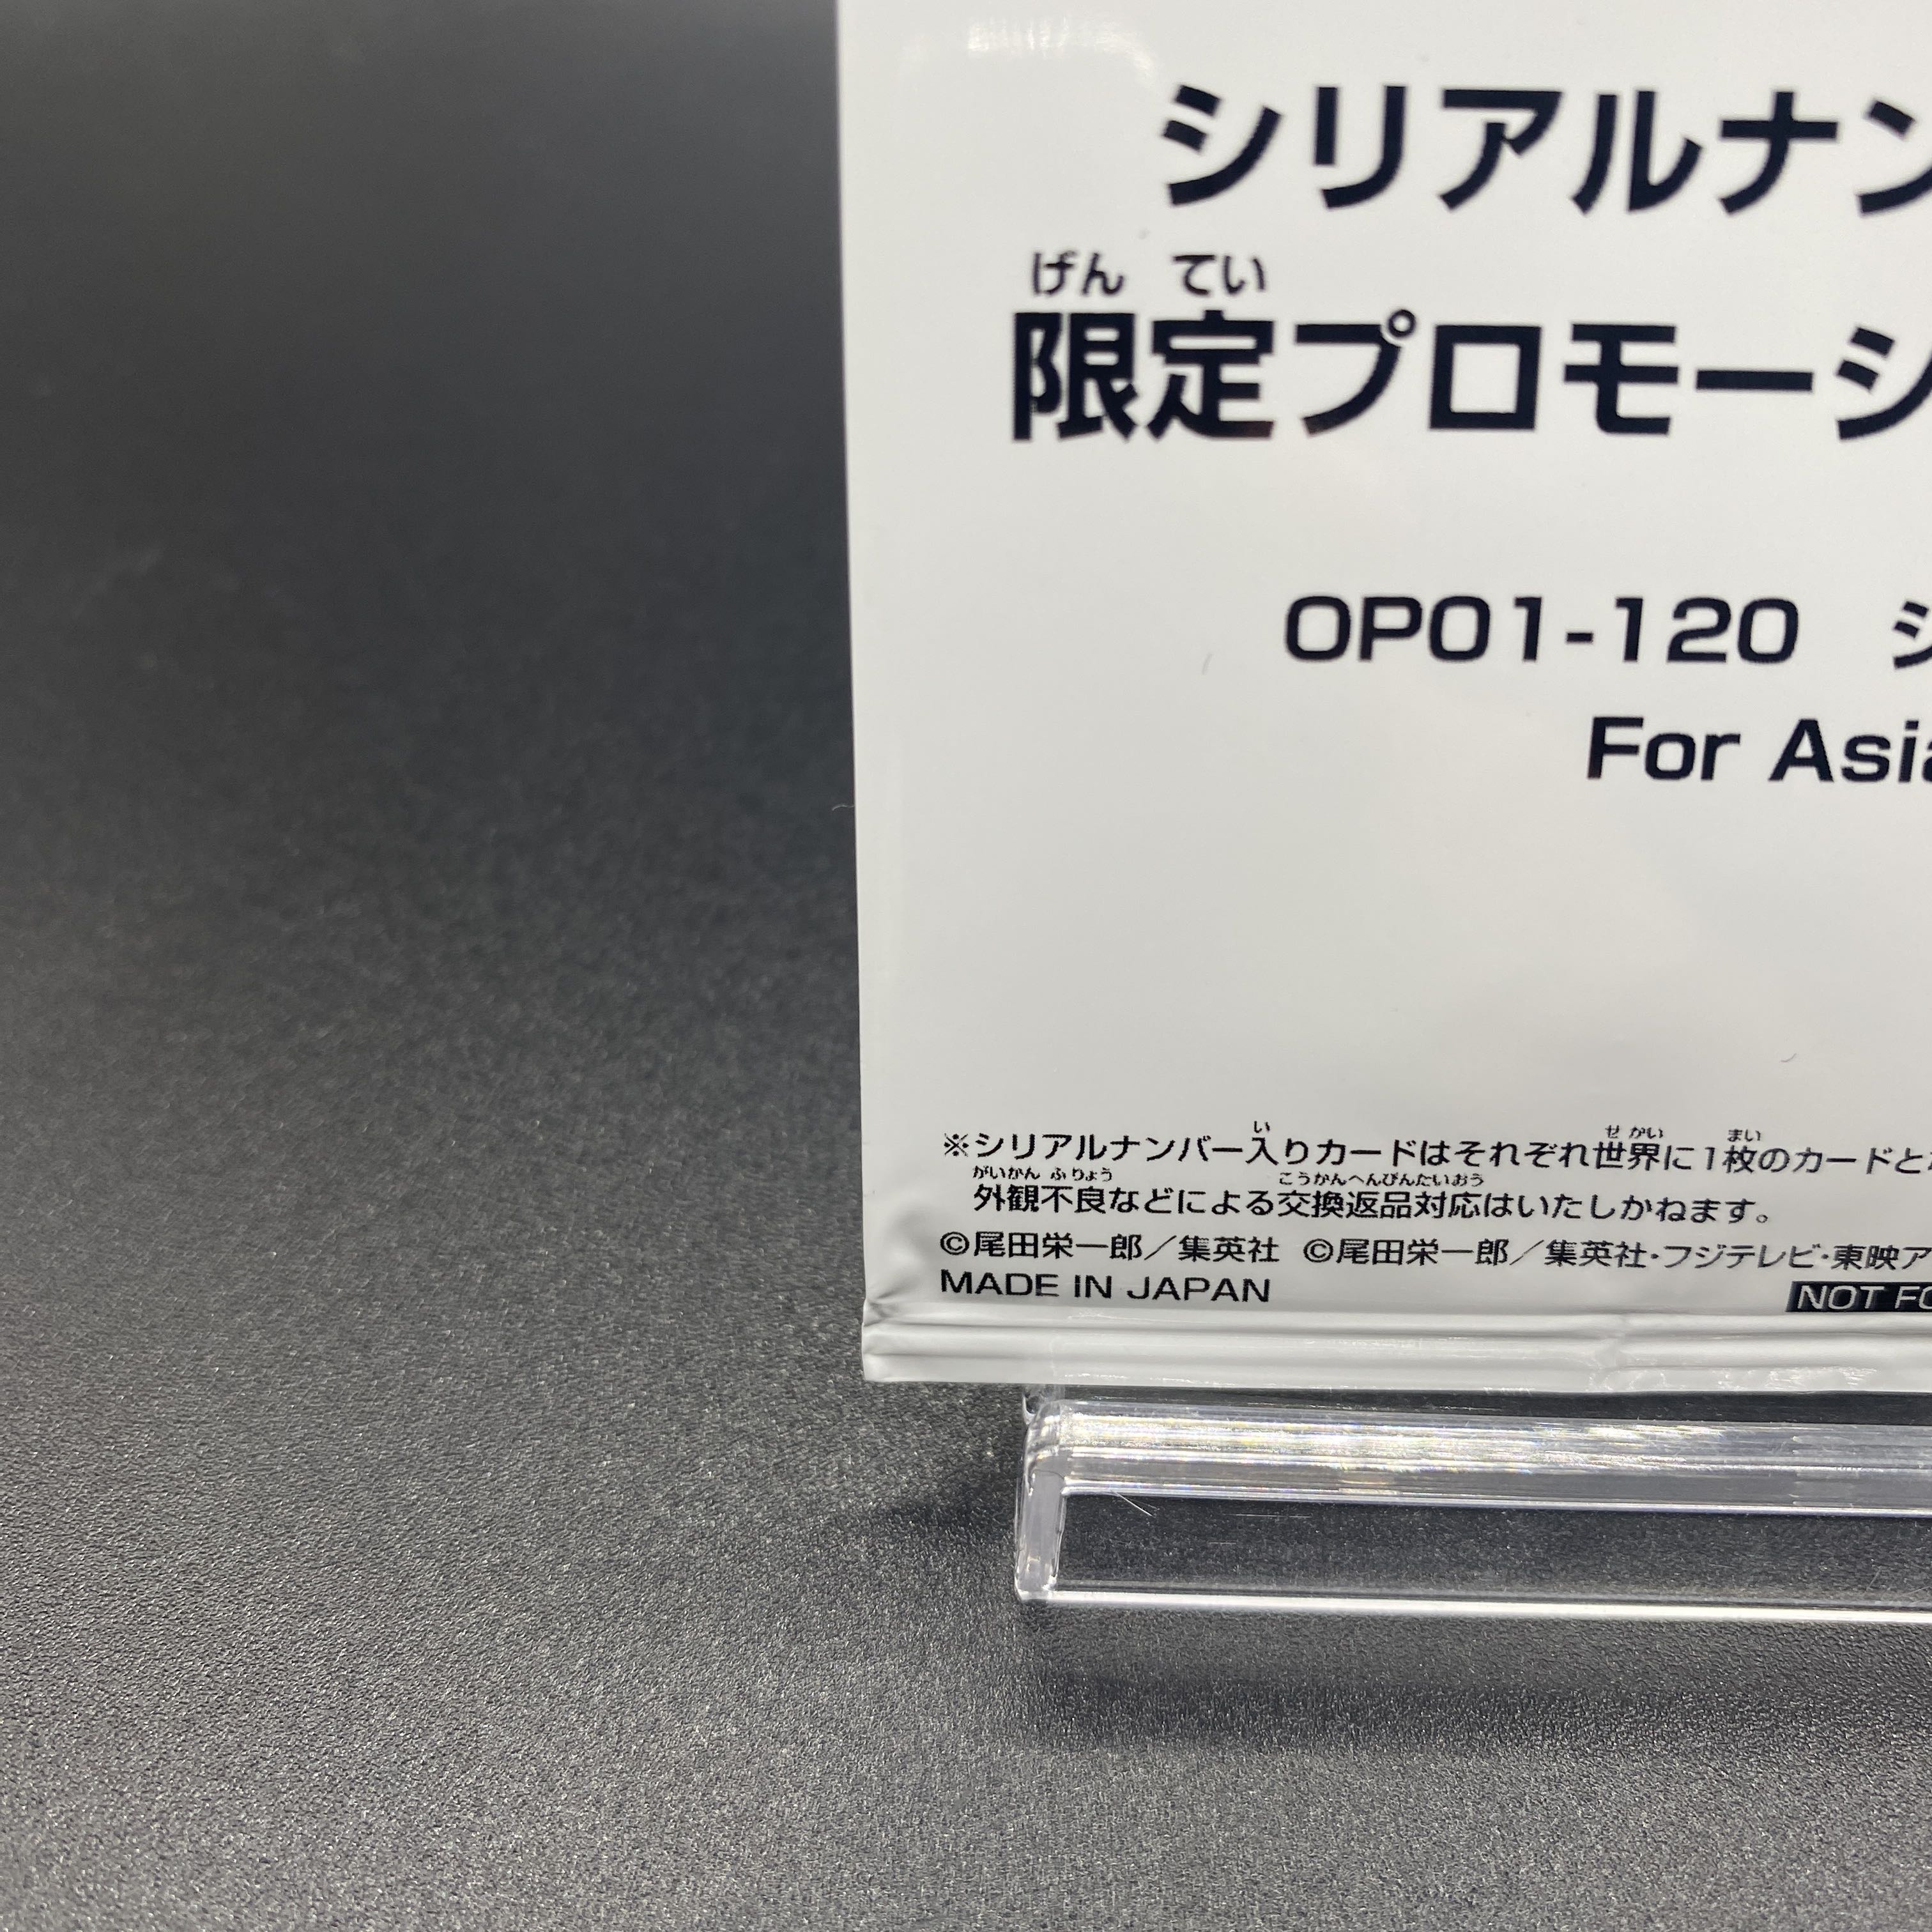 シリアルナン
げん てい
限定プロモーシ
OP01-120 シ
For Asia
い せ かい まい
※シリアルナンバー入りカードはそれぞれ世界に1枚のカードとな
がいかん ふりょう こうかんへんぴんたいおう
外観不良などによる交換返品対応はいたしかねます。
©尾田栄一郎／集英社 ©尾田栄一郎／集英社・フジテレビ・東映ア
MADE IN JAPAN
NOT FO